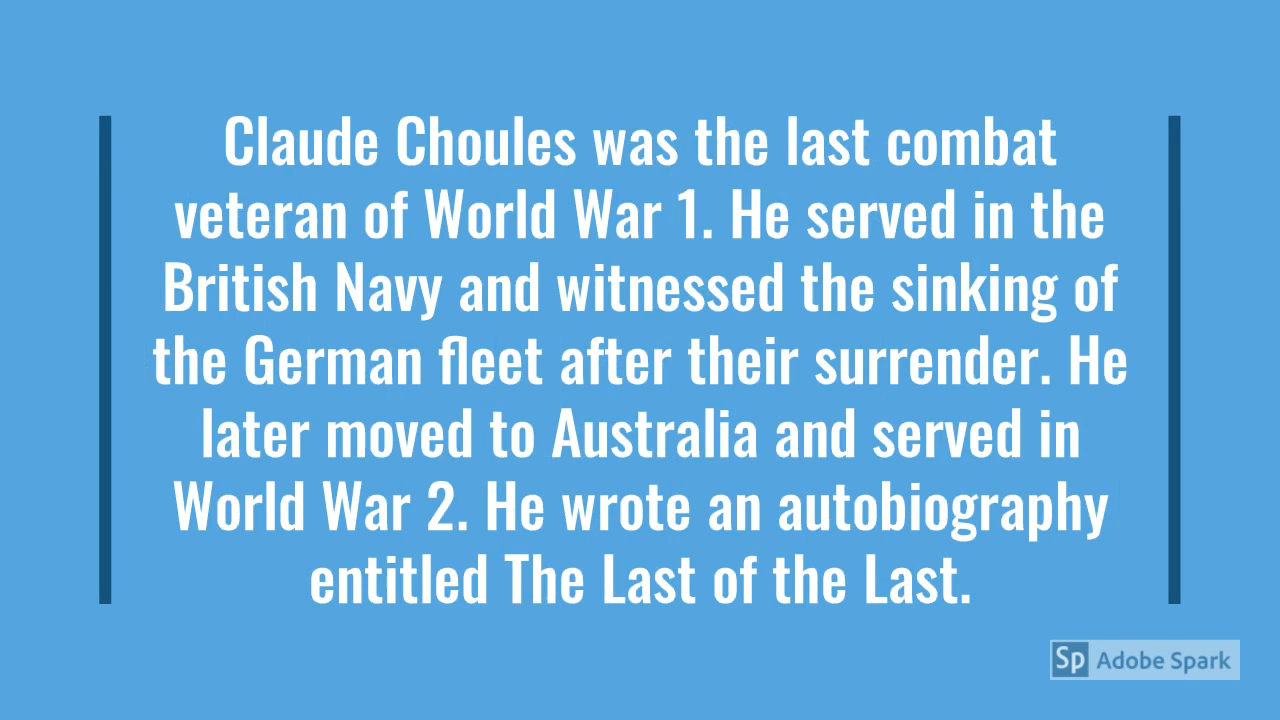 Claude Choules was the last combat
veteran of World War 1. He served in the
British Navy and witnessed the sinking of
the German fleet after their surrender. He
later moved to Australia and served in
World War 2. He wrote an autobiography
entitled The Last of the Last.
Sp Adobe Spark